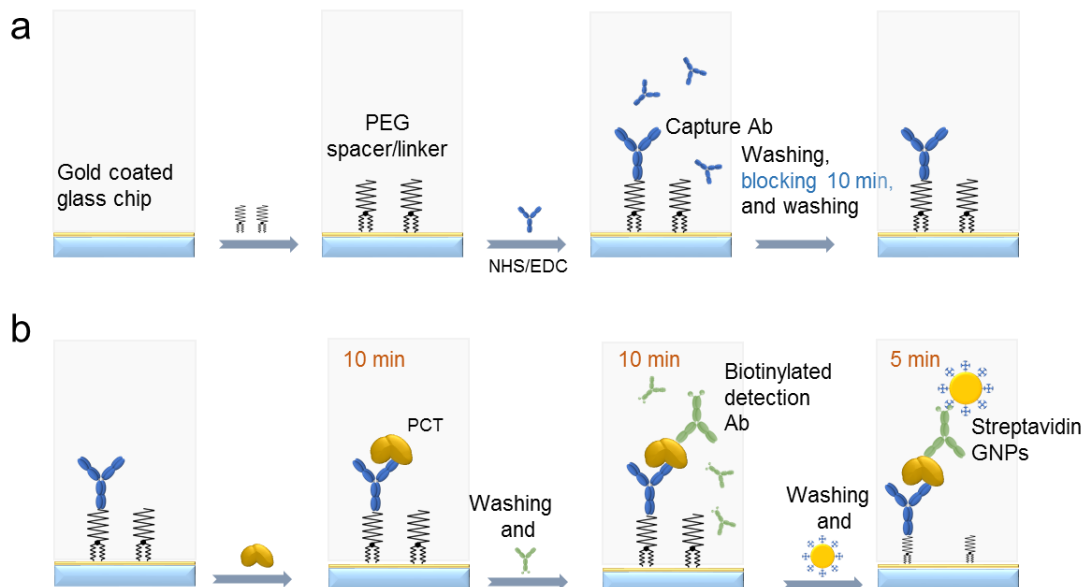 a
Gold coated
glass chip
PEG
spacer/linker
NHS/EDC
Capture Ab
Washing,
blocking 10 min,
and washing
b
10 min
PCT
Washing
and
10 min
Biotinylated
detection
Ab
Washing
and
5 min
Streptavidin
GNPs